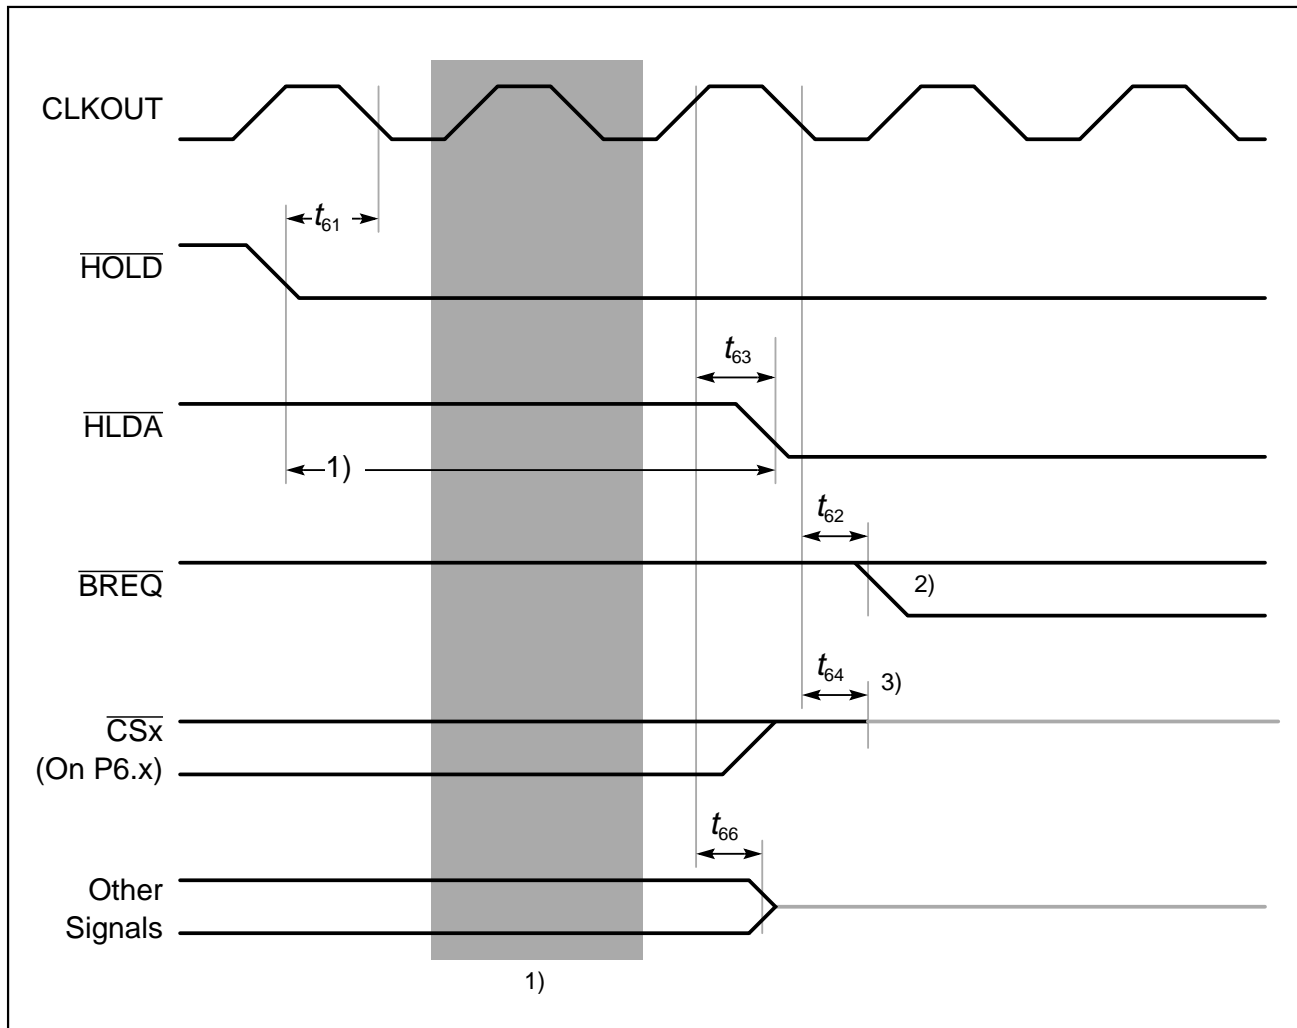 CLKOUT
t61
HOLD
t63
HLDA
1)
t62
BREQ
2)
t64
3)
CSx
(On P6.x)
t66
Other
Signals
1)